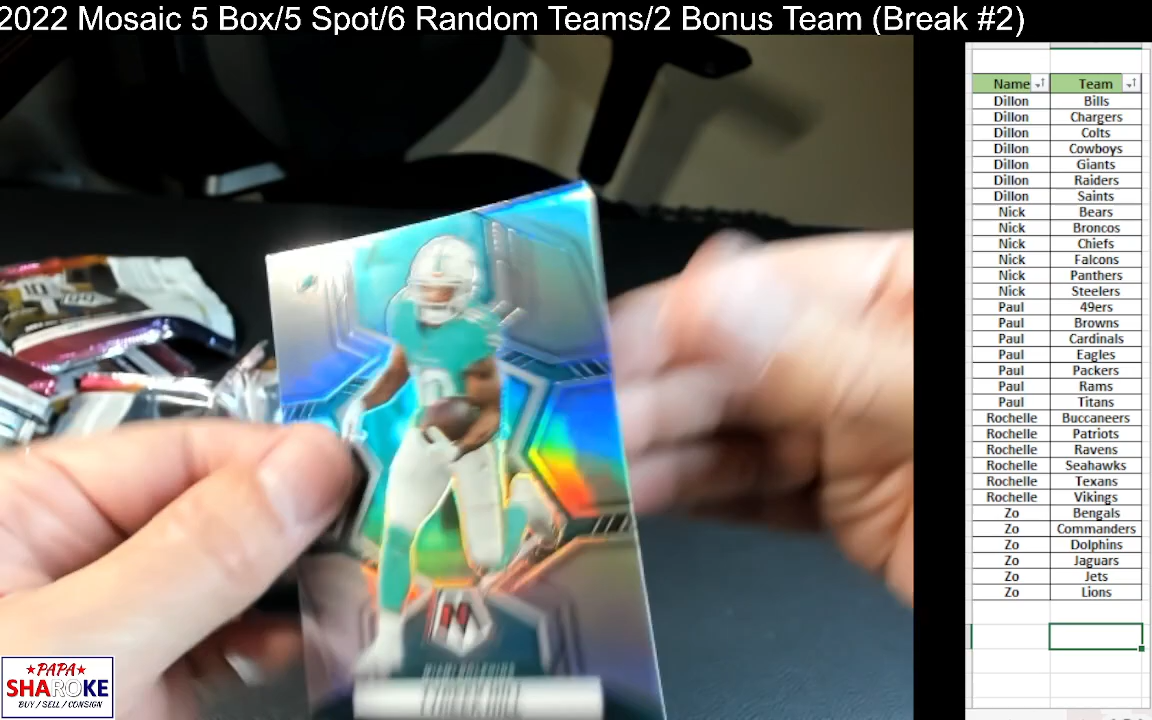 2022 Mosaic 5 Box/5 Spot/6 Random Teams/2 Bonus Team (Break #2)
Name Team
Dillon Bills
Dillon Chargers
Dillon Colts
Dillon Cowboys
Dillon Giants
Dillon Raiders
Dillon Saints
Nick Bears
Nick Broncos
Nick Chiefs
Nick Falcons
Nick Panthers
Nick Steelers
Paul 49ers
Paul Browns
Paul Cardinals
Paul Eagles
Paul Packers
Paul Rams
Paul Titans
Rochelle Buccaneers
Rochelle Patriots
Rochelle Ravens
Rochelle Seahawks
Rochelle Texans
Rochelle Vikings
Zo Bengals
Zo Commanders
Zo Dolphins
Zo Jaguars
Zo Jets
Zo Lions
MIAMI DOLPHINS
PAPA
SHAROKE
BUY / SELL / CONSIGN